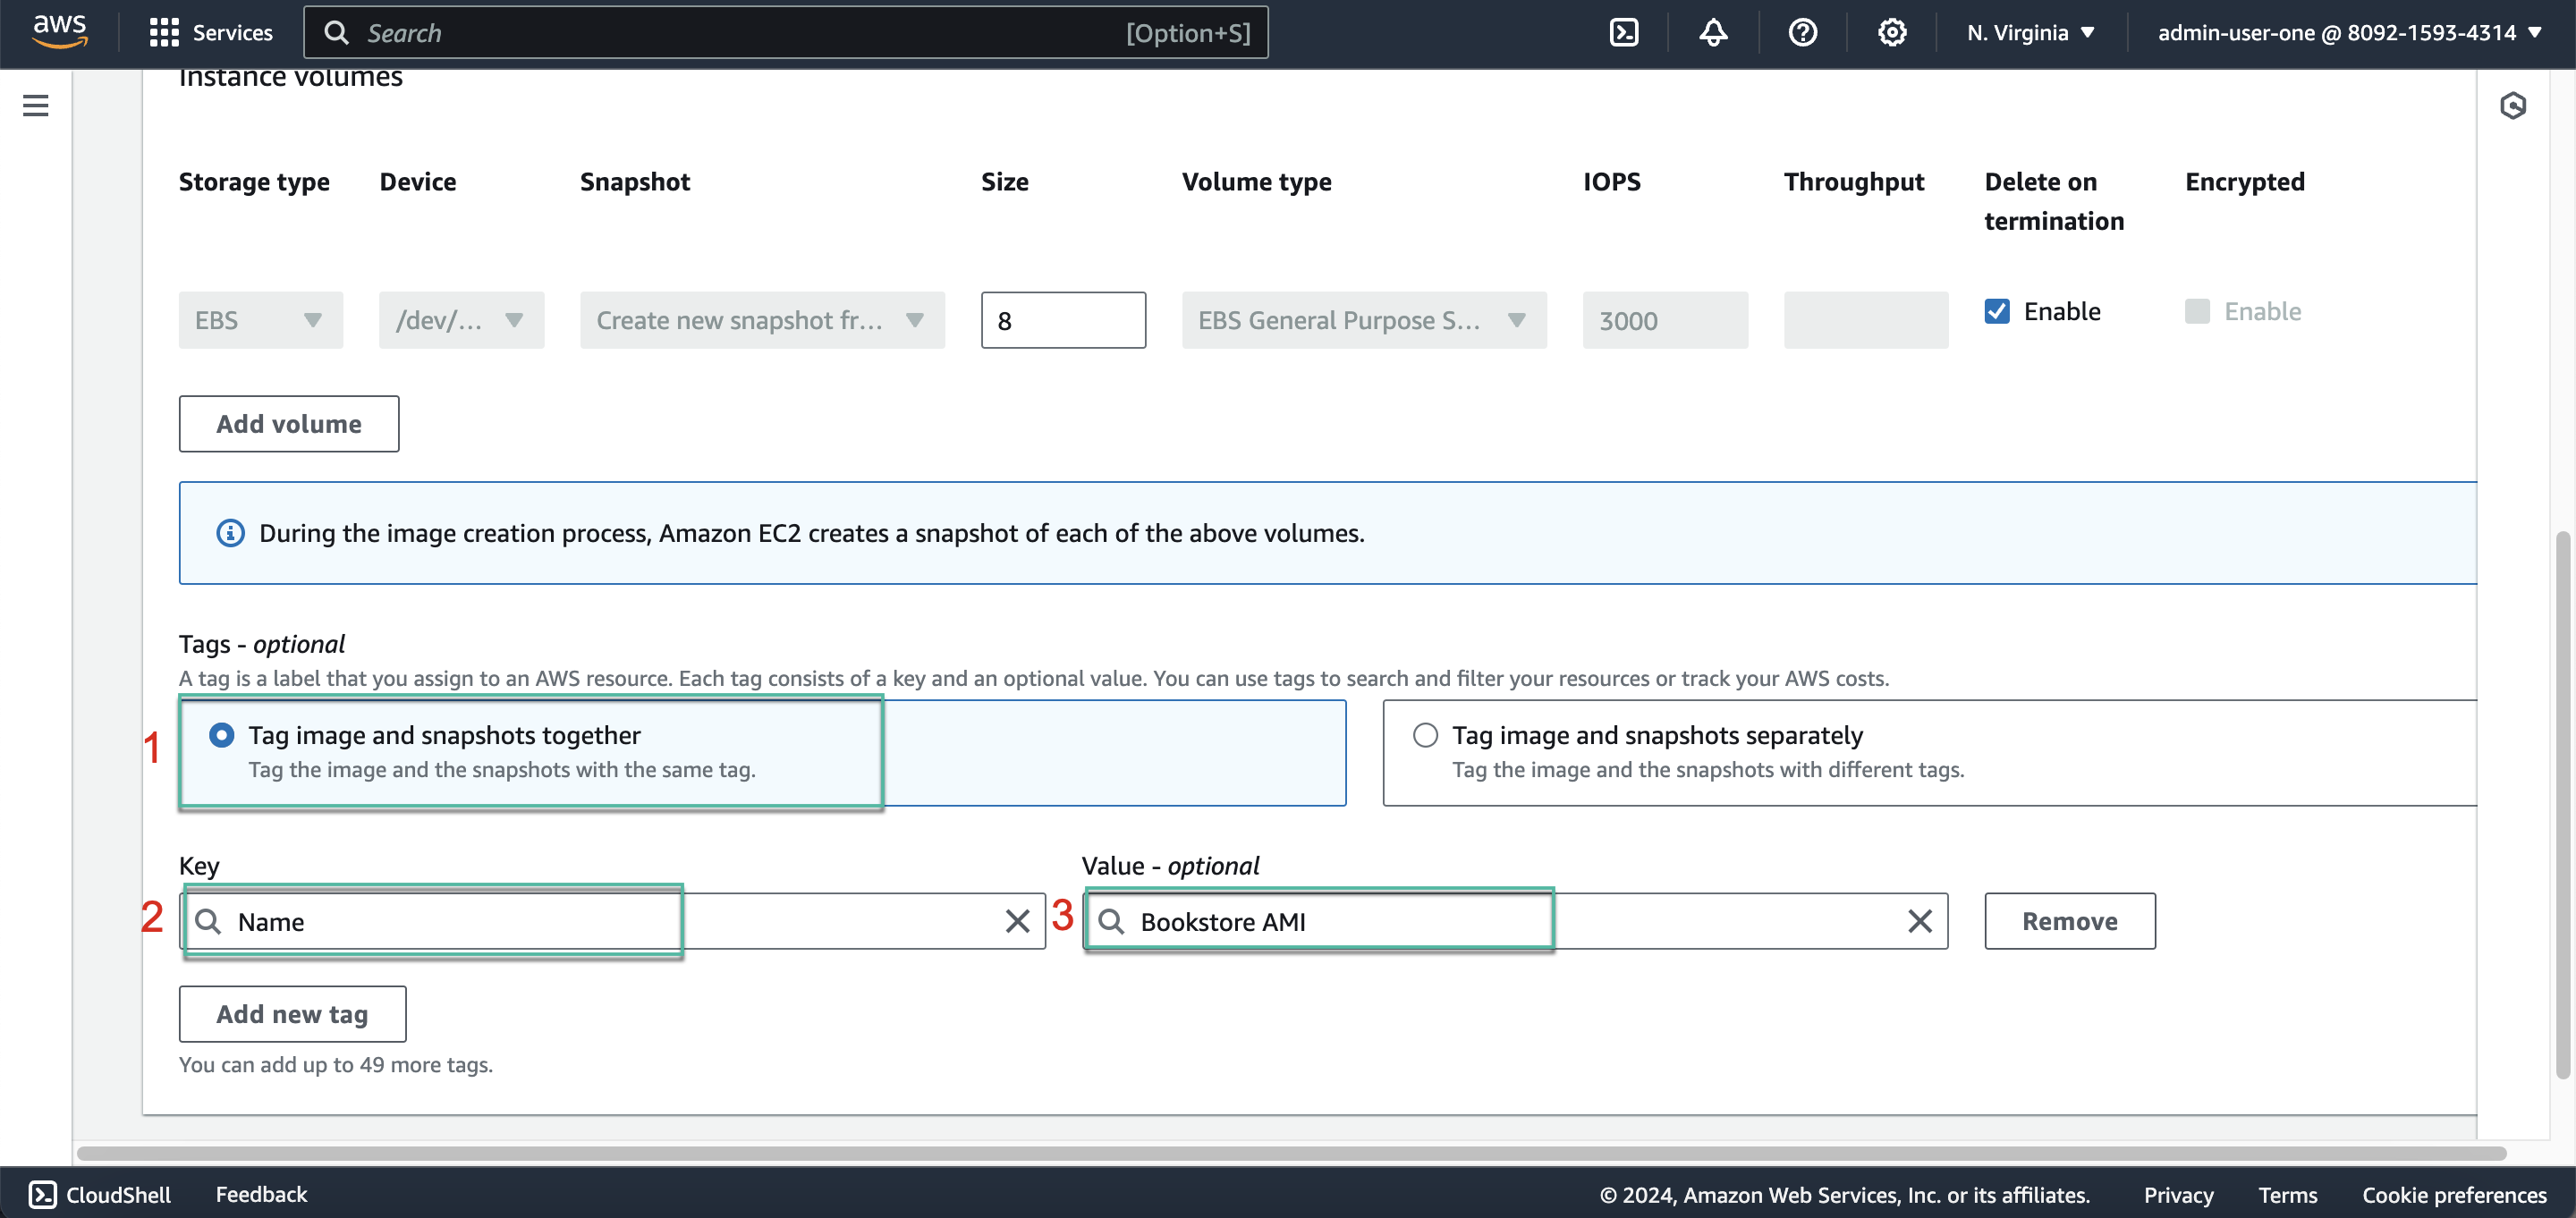 aws Services Search [Option+S] N. Virginia admin-user-one @ 8092-1593-4314
Instance volumes
Storage type Device Snapshot Size Volume type IOPS Throughput Delete on termination Encrypted
EBS /dev/... Create new snapshot fr... 8 EBS General Purpose S... 3000 Enable Enable
Add volume
During the image creation process, Amazon EC2 creates a snapshot of each of the above volumes.
Tags - optional
A tag is a label that you assign to an AWS resource. Each tag consists of a key and an optional value. You can use tags to search and filter your resources or track your AWS costs.
1 Tag image and snapshots together
Tag the image and the snapshots with the same tag.
Tag image and snapshots separately
Tag the image and the snapshots with different tags.
Key Value - optional
2 Name 3 Bookstore AMI Remove
Add new tag
You can add up to 49 more tags.
CloudShell Feedback © 2024, Amazon Web Services, Inc. or its affiliates. Privacy Terms Cookie preferences